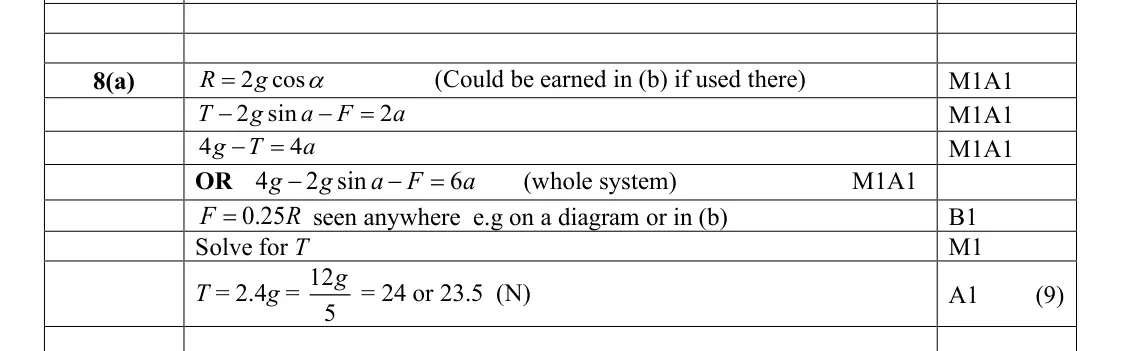 8(a) R = 2g cos α (Could be earned in (b) if used there) M1A1
T − 2g sin a − F = 2a M1A1
4g − T = 4a M1A1
OR 4g − 2g sin a − F = 6a (whole system) M1A1
F = 0.25R seen anywhere e.g on a diagram or in (b) B1
Solve for T M1
T = 2.4g = 12g/5 = 24 or 23.5 (N) A1 (9)